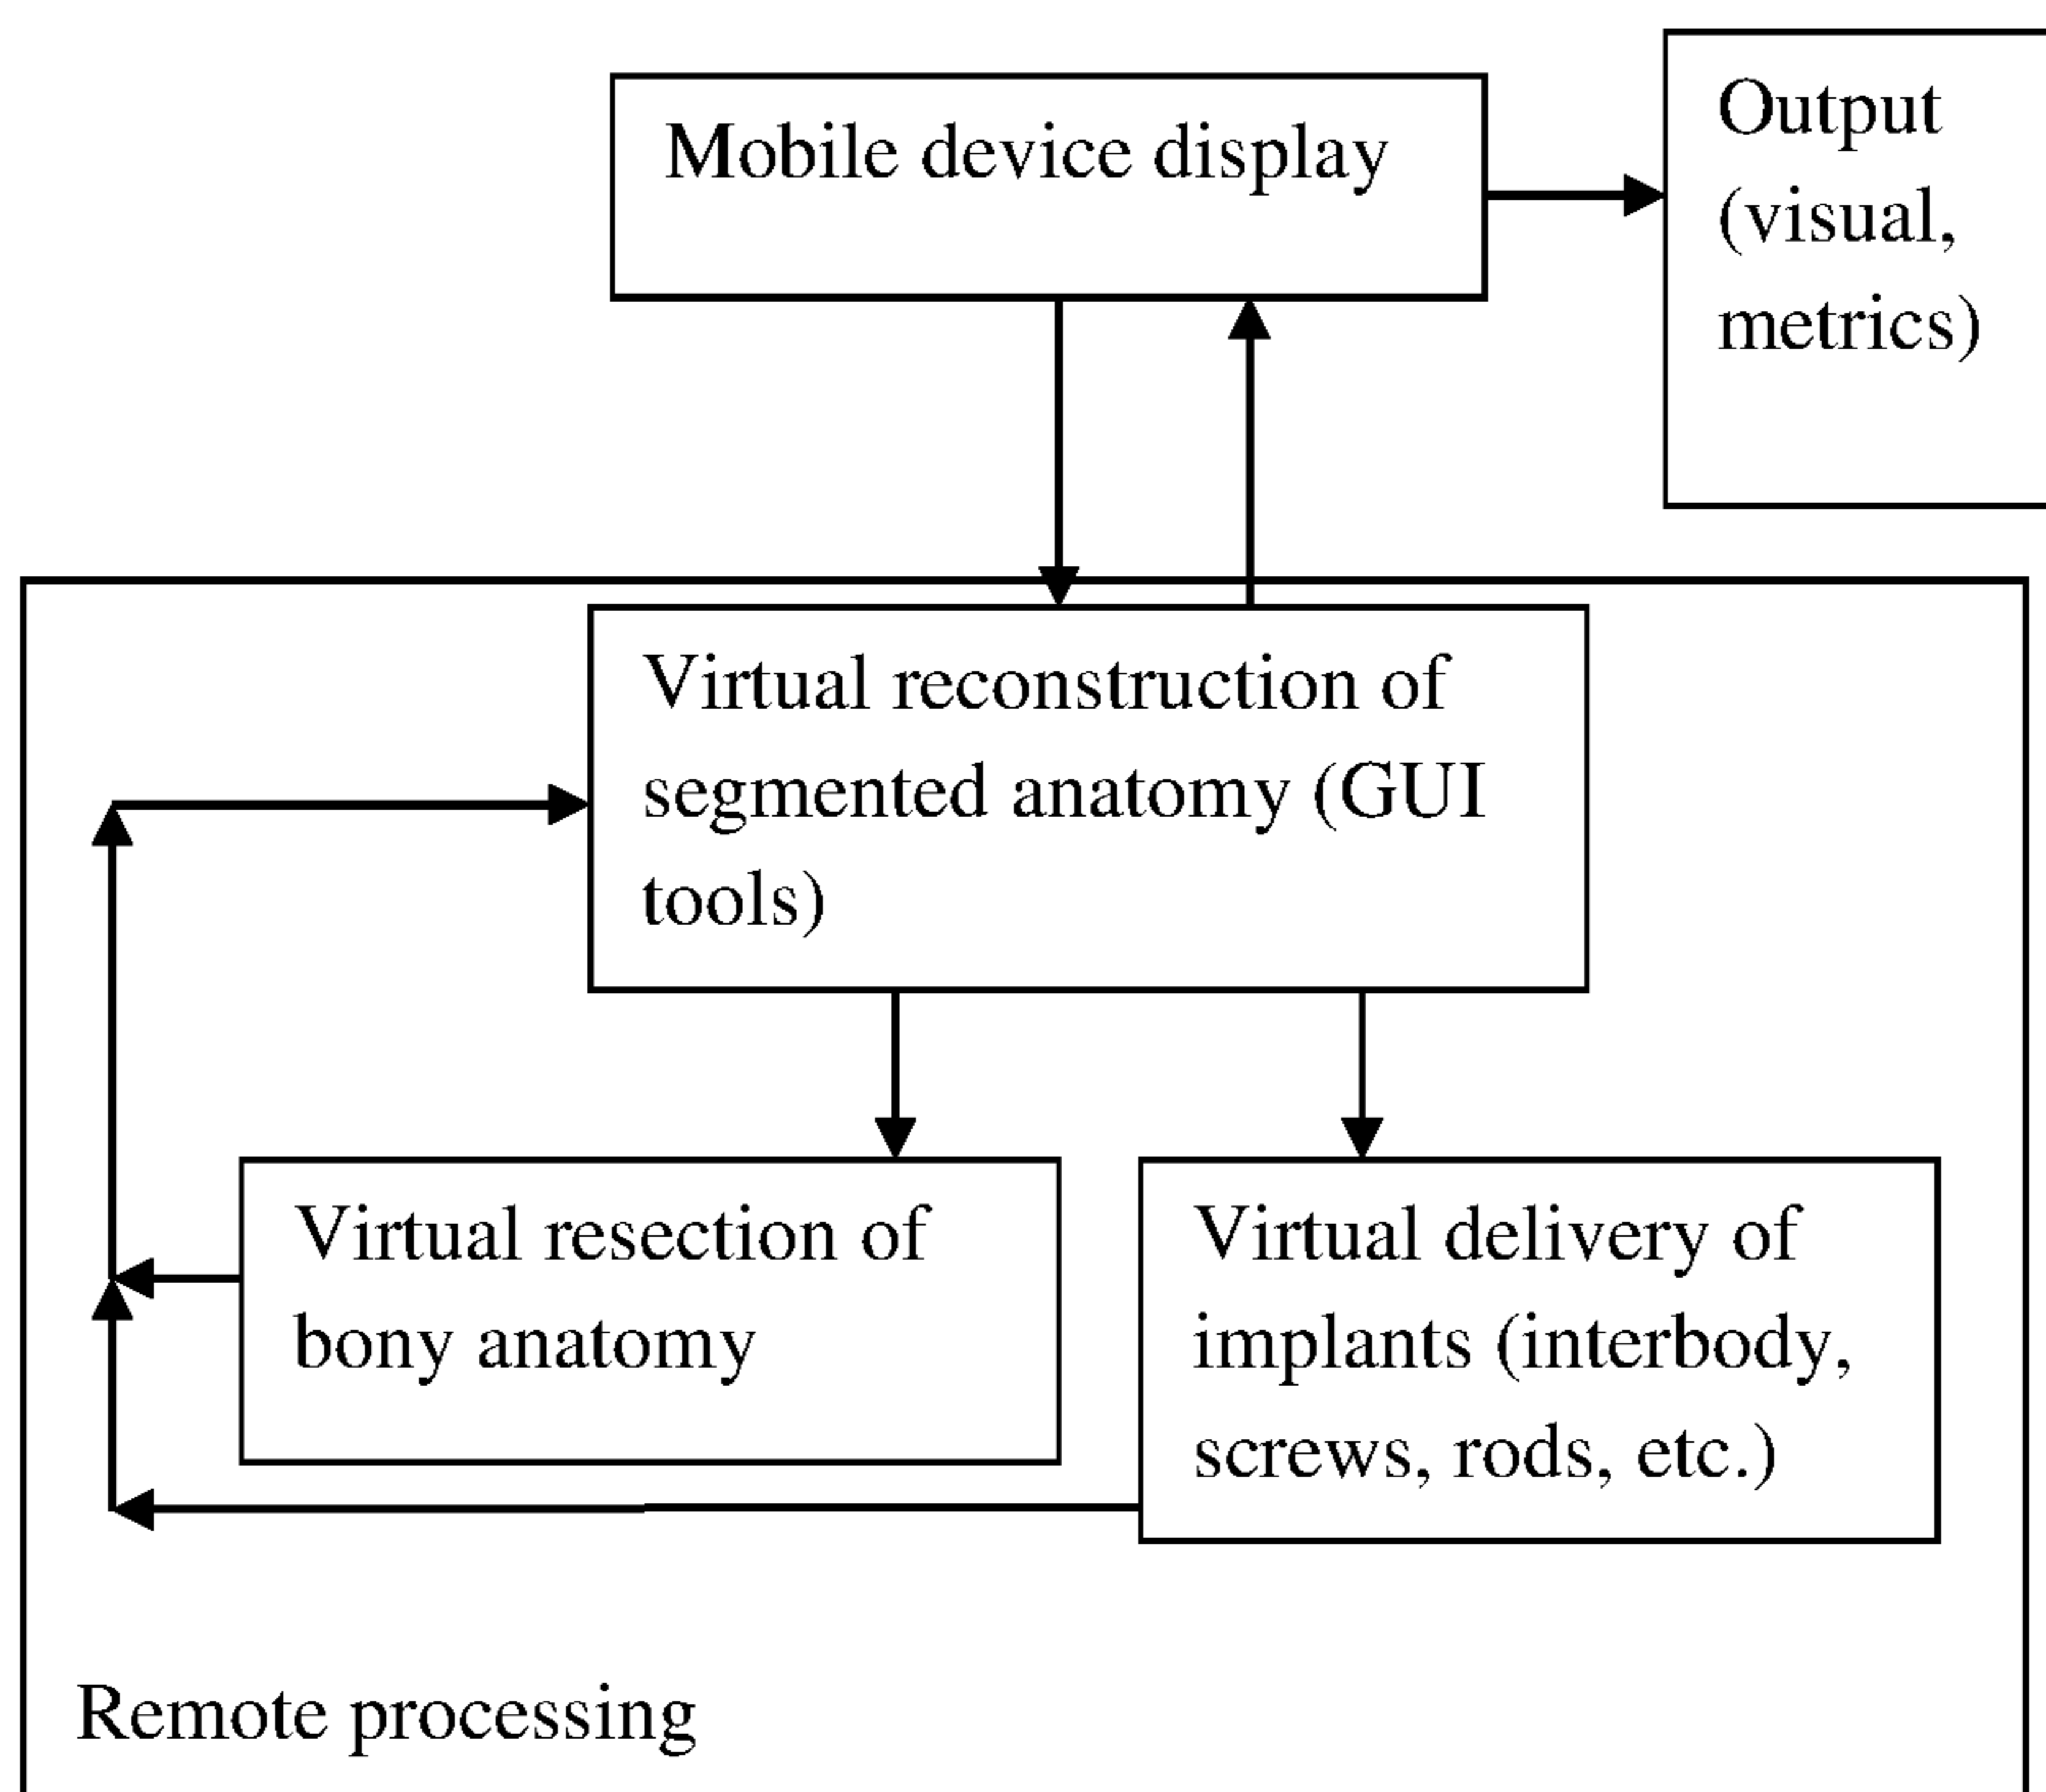 Mobile device display
Output
(visual,
metrics)
Virtual reconstruction of
segmented anatomy (GUI
tools)
Virtual resection of
bony anatomy
Virtual delivery of
implants (interbody,
screws, rods, etc.)
Remote processing